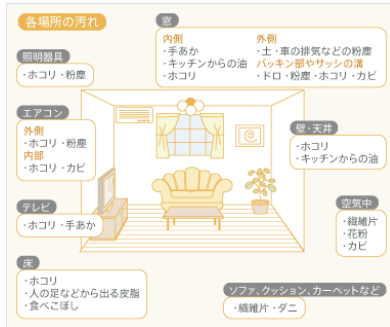 各場所の汚れ
窓
内側
・手あか
・キッチンからの油
・ホコリ
外側
・土・車の排気などの粉塵
パッキン部やサッシの溝
・ドロ・粉塵・ホコリ・カビ
照明器具
・ホコリ・粉塵
エアコン
外側
・ホコリ・粉塵
内部
・ホコリ・カビ
壁・天井
・ホコリ
・キッチンからの油
テレビ
・ホコリ・手あか
空気中
・繊維片
・花粉
・カビ
床
・ホコリ
・人の足などから出る皮脂
・食べこぼし
ソファ、クッション、カーペットなど
・繊維片・ダニ